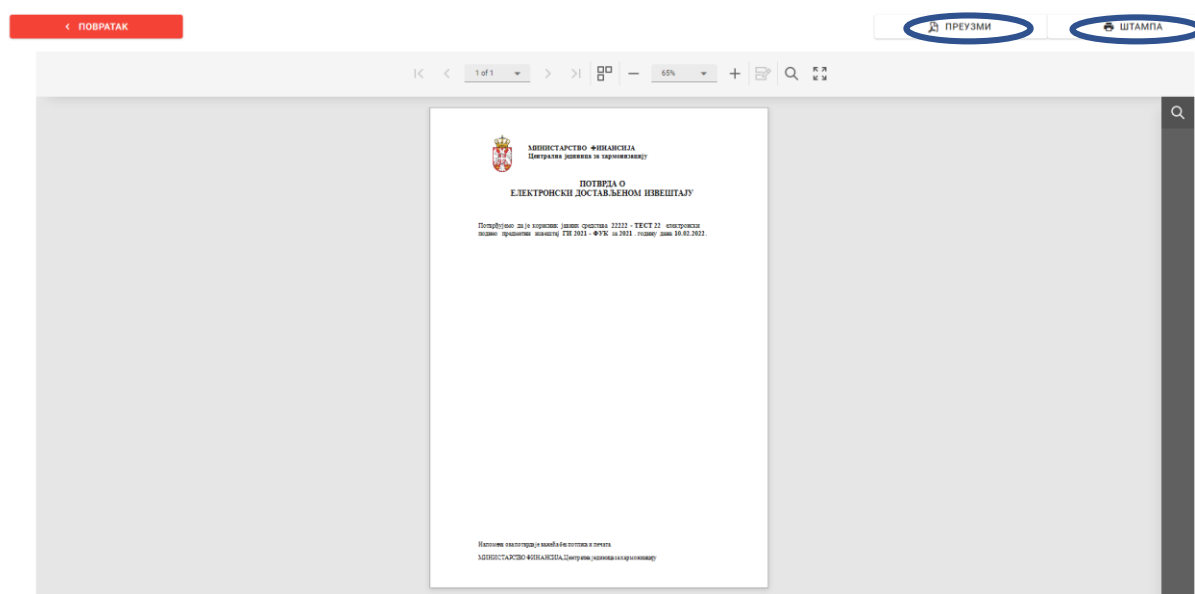 ПОВРАТАК
ПРЕУЗМИ
ШТАМПА
1 of 1
65%
МИНИСТАРСТВО ФИНАНСИЈА
Централна јединица за хармонизацију
ПОТВРДА О
ЕЛЕКТРОНСКИ ДОСТАВЉЕНОМ ИЗВЕШТАЈУ
Потврђујемо да је корисник јавних средстава 22222 - ТЕСТ 22 електронски
поднео предметни извештај ГИ 2021 - ФУК за 2021 . годину дана 10.02.2022.
Напомена: ова потврда је важећа без потписа и печата
МИНИСТАРСТВО ФИНАНСИЈА, Централна јединица за хармонизацију